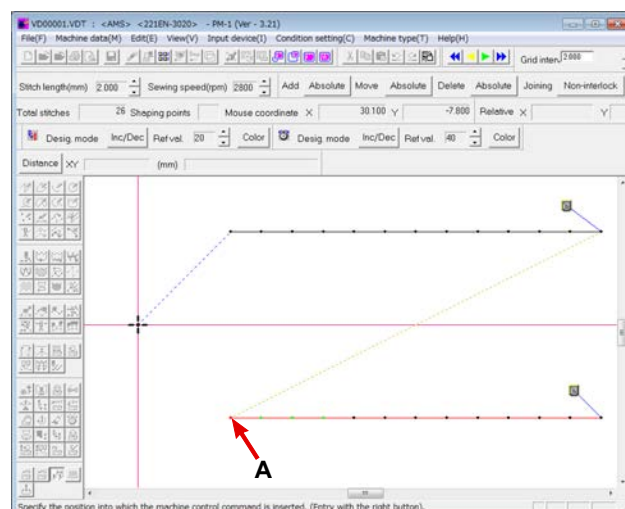 VD00001.VDT : <AMS> <221EN-3020> - PM-1 (Ver - 3.21)
File(F) Machine data(M) Edit(E) View(V) Input device(I) Condition setting(C) Machine type(T) Help(H)
Grid interv 2.000
Stitch length(mm) 2.000 Sewing speed(rpm) 2800 Add Absolute Move Absolute Delete Absolute Joining Non-interlock
Total stitches 26 Shaping points Mouse coordinate X 30.100 Y -7.800 Relative X Y
Desig. mode Inc/Dec Ref.val. 20 Color Desig. mode Inc/Dec Ref.val. 40 Color
Distance XY (mm)
A
Specify the position into which the machine control command is inserted. (Entry with the right button).